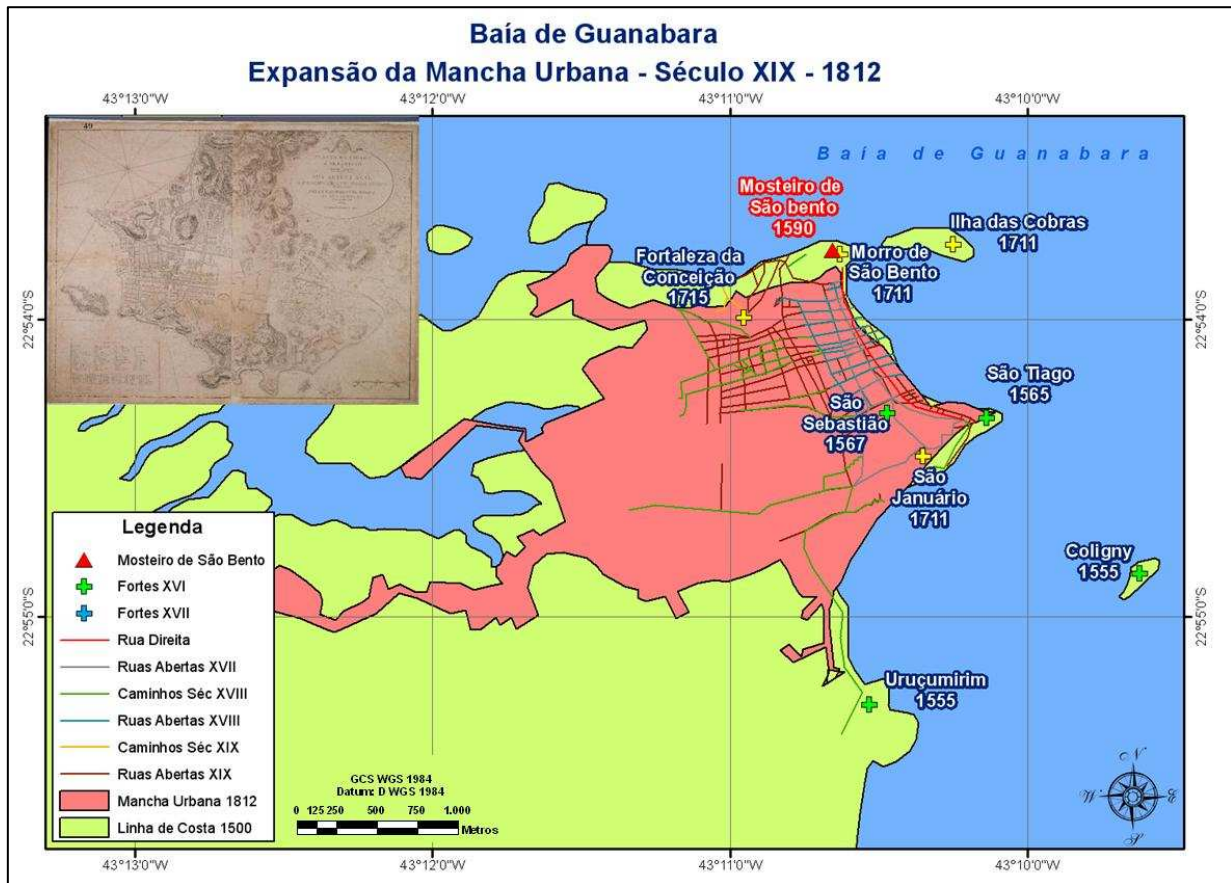 Baía de Guanabara
Expansão da Mancha Urbana - Século XIX - 1812
43°13'0"W
43°12'0"W
43°11'0"W
43°10'0"W
Baía de Guanabara
Mosteiro de
São bento
1590
Ilha das Cobras
1711
Fortaleza da
Conceição
1715
Morro de
São Bento
1711
22°54'0"S
22°54'0"S
São Tiago
1565
São
Sebastião
1567
São
Januário
1711
Coligny
1555
22°55'0"S
22°55'0"S
Uruçumirim
1555
Legenda
Mosteiro de São Bento
Fortes XVI
Fortes XVII
Rua Direita
Ruas Abertas XVII
Caminhos Séc XVIII
Ruas Abertas XVIII
Caminhos Séc XIX
Ruas Abertas XIX
Mancha Urbana 1812
Linha de Costa 1500
GCS WGS 1984
Datum: D WGS 1984
0 125 250 500 750 1.000
Metros
N
W.
E
S
43°13'0"W
43°12'0"W
43°11'0"W
43°10'0"W